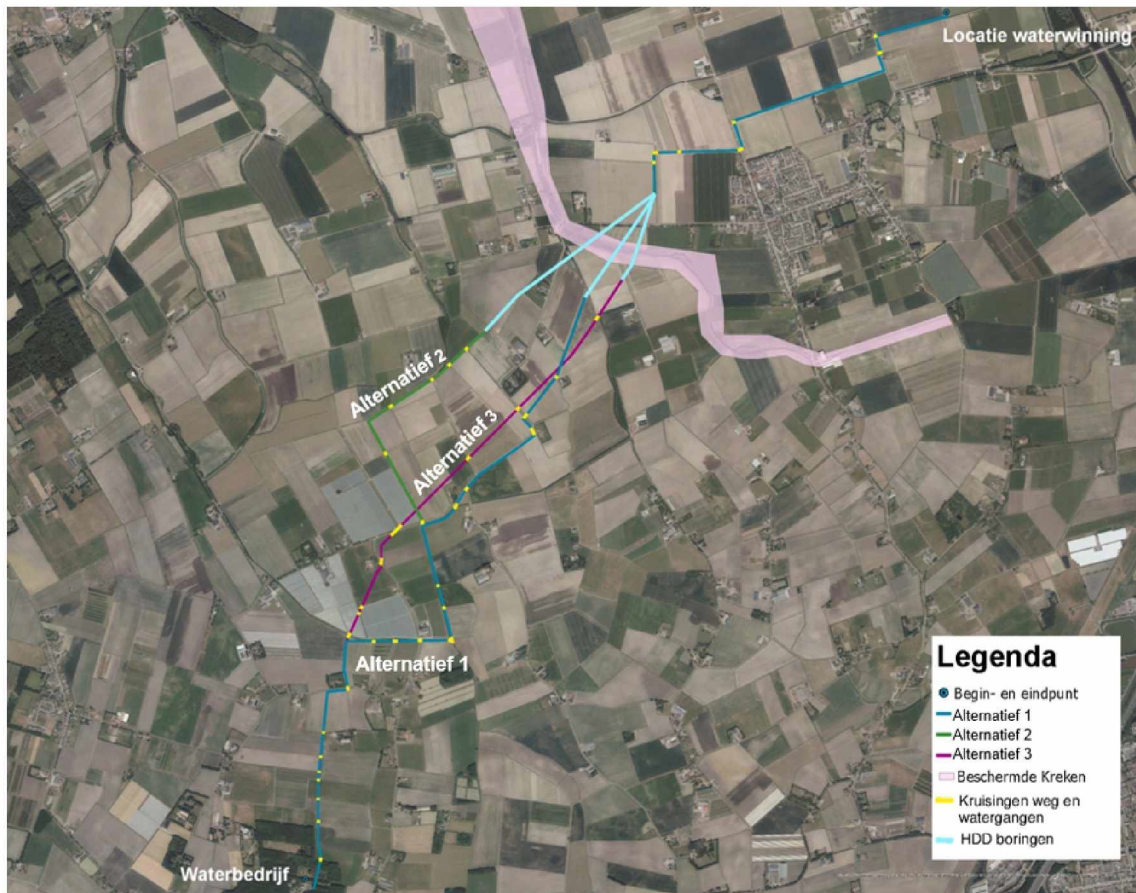 Locatie waterwinning
Alternatief 2
Alternatief 3
Alternatief 1
Waterbedrijf
Legenda
Begin- en eindpunt
Alternatief 1
Alternatief 2
Alternatief 3
Beschermde Kreken
Kruisingen weg en
watergangen
HDD boringen